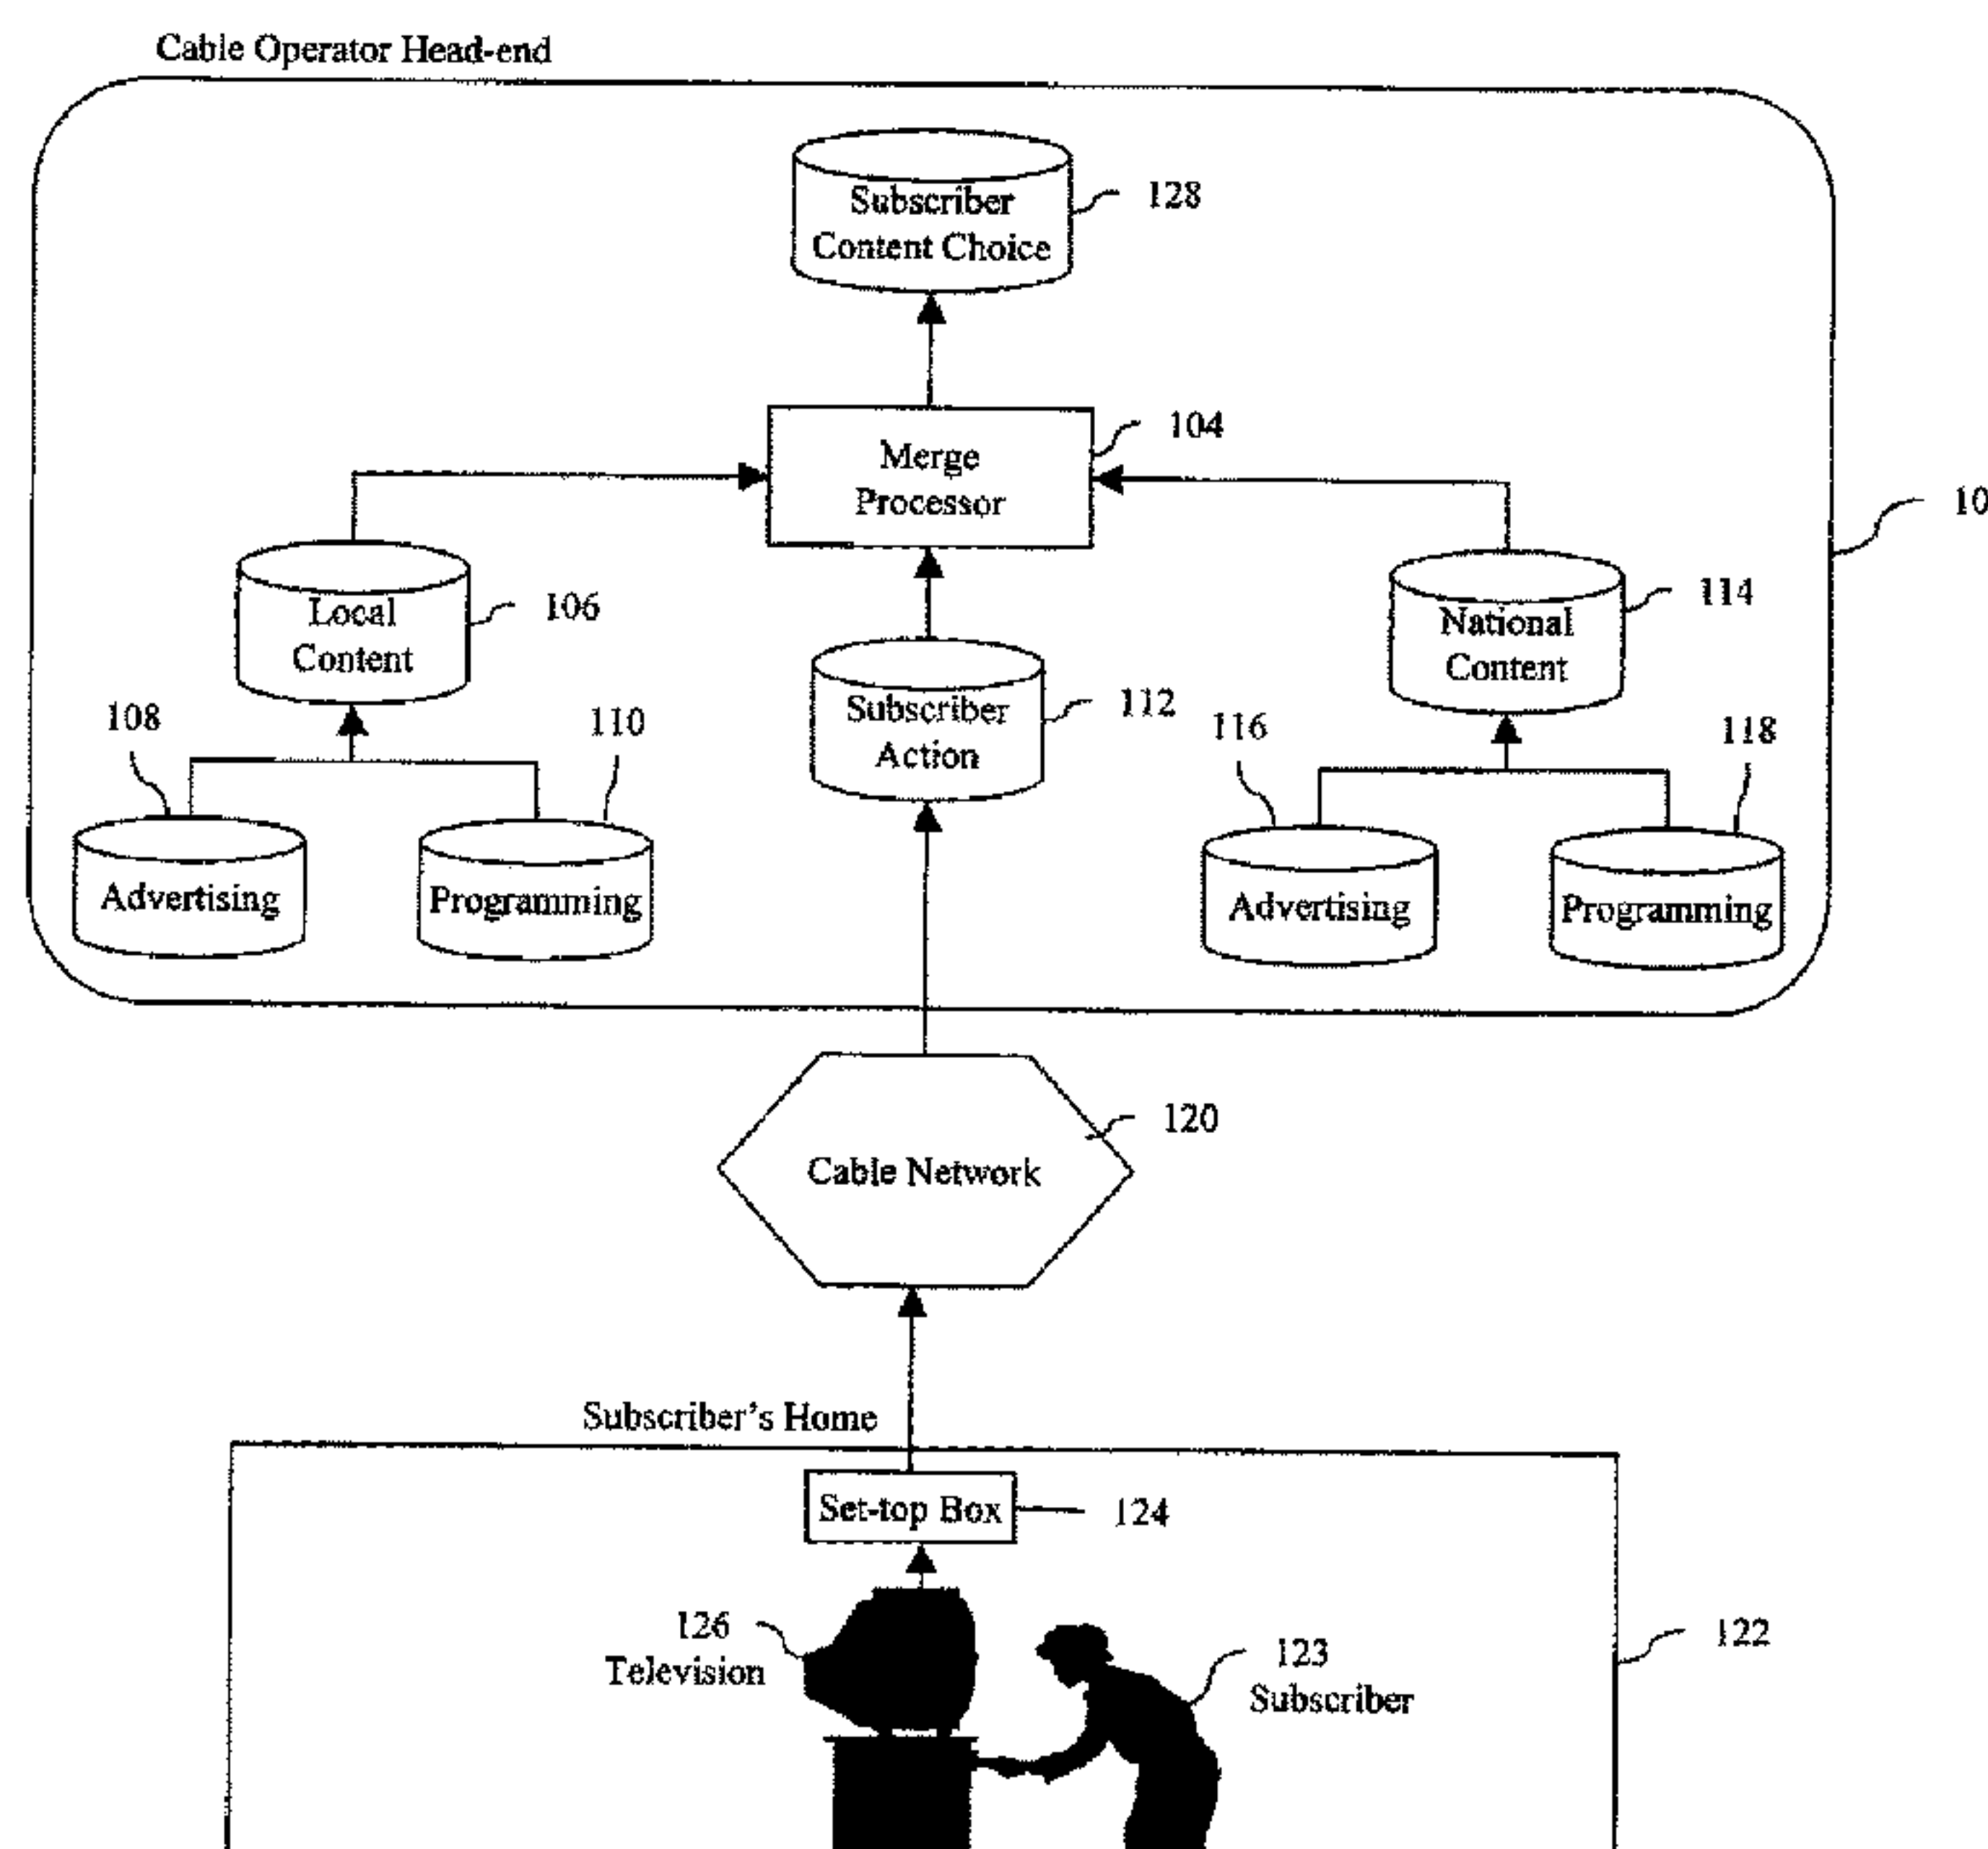 Cable Operator Head-end
Subscriber
Content Choice
128
104
Merge
Processor
10
Local
Content
106
National
Content
114
108
110
Subscriber
Action
112
116
118
Advertising
Programming
Advertising
Programming
120
Cable Network
Subscriber's Home
Set-top Box
124
126
Television
123
Subscriber
122